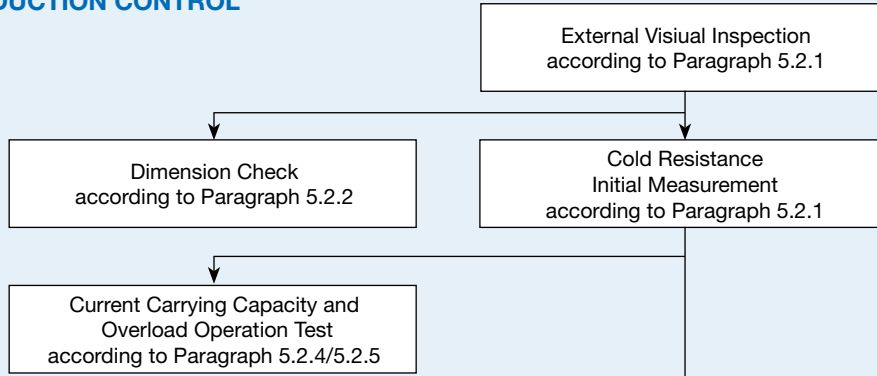 DUCTION CONTROL
External Visiual Inspection
according to Paragraph 5.2.1
Dimension Check
according to Paragraph 5.2.2
Cold Resistance
Initial Measurement
according to Paragraph 5.2.1
Current Carrying Capacity and
Overload Operation Test
according to Paragraph 5.2.4/5.2.5